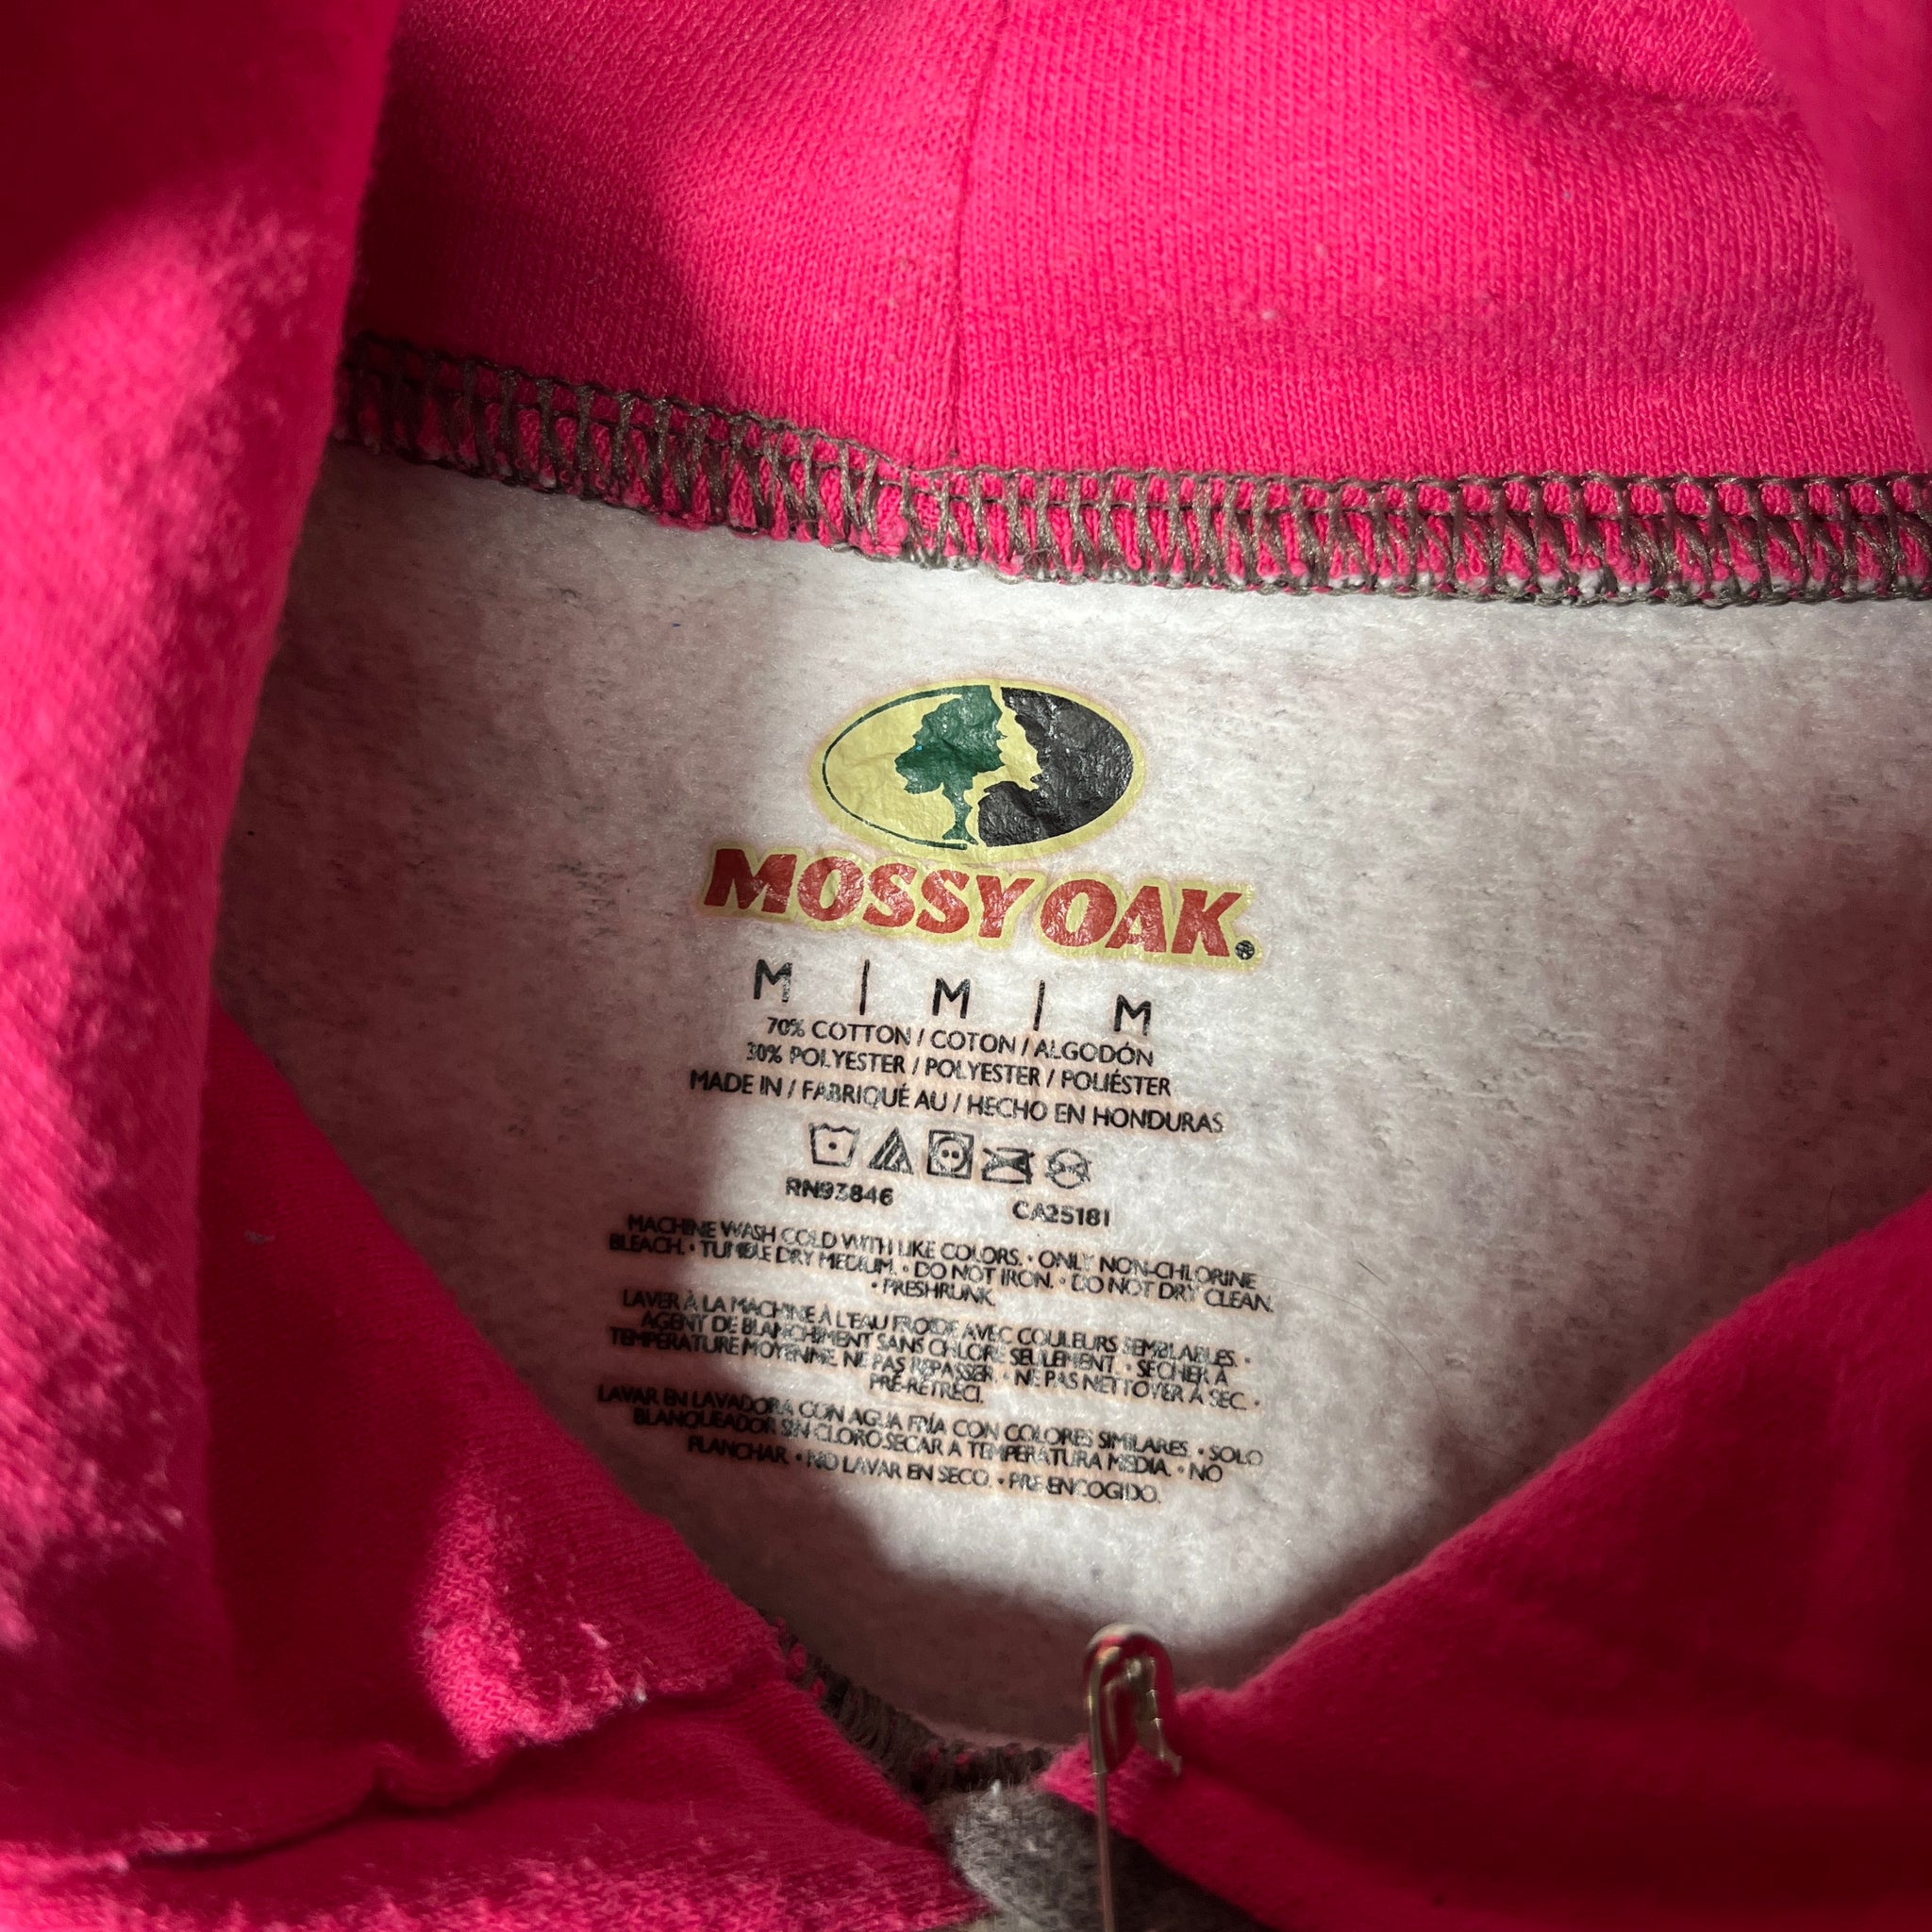 MOSSY OAK®
M | M | M
70% COTTON / COTON / ALGODÓN
30% POLYESTER / POLYESTER / POLIÉSTER
MADE IN / FABRIQUÉ AU / HECHO EN HONDURAS
RN93846 CA25181
MACHINE WASH COLD WITH LIKE COLORS. • ONLY NON-CHLORINE
BLEACH. • TUMBLE DRY MEDIUM. • DO NOT IRON. • DO NOT DRY CLEAN.
• PRESHRUNK.
LAVER À LA MACHINE À L'EAU FROIDE AVEC COULEURS SEMBLABLES. •
AGENT DE BLANCHIMENT SANS CHLORE SEULEMENT. • SÉCHER À
TEMPÉRATURE MOYENNE. NE PAS REPASSER. • NE PAS NETTOYER À SEC. •
PRÉ-RÉTRÉCI.
LAVAR EN LAVADORA CON AGUA FRÍA CON COLORES SIMILARES. • SOLO
BLANQUEADOR SIN CLORO.SECAR A TEMPERATURA MEDIA. • NO
PLANCHAR. • NO LAVAR EN SECO. • PRE-ENCOGIDO.